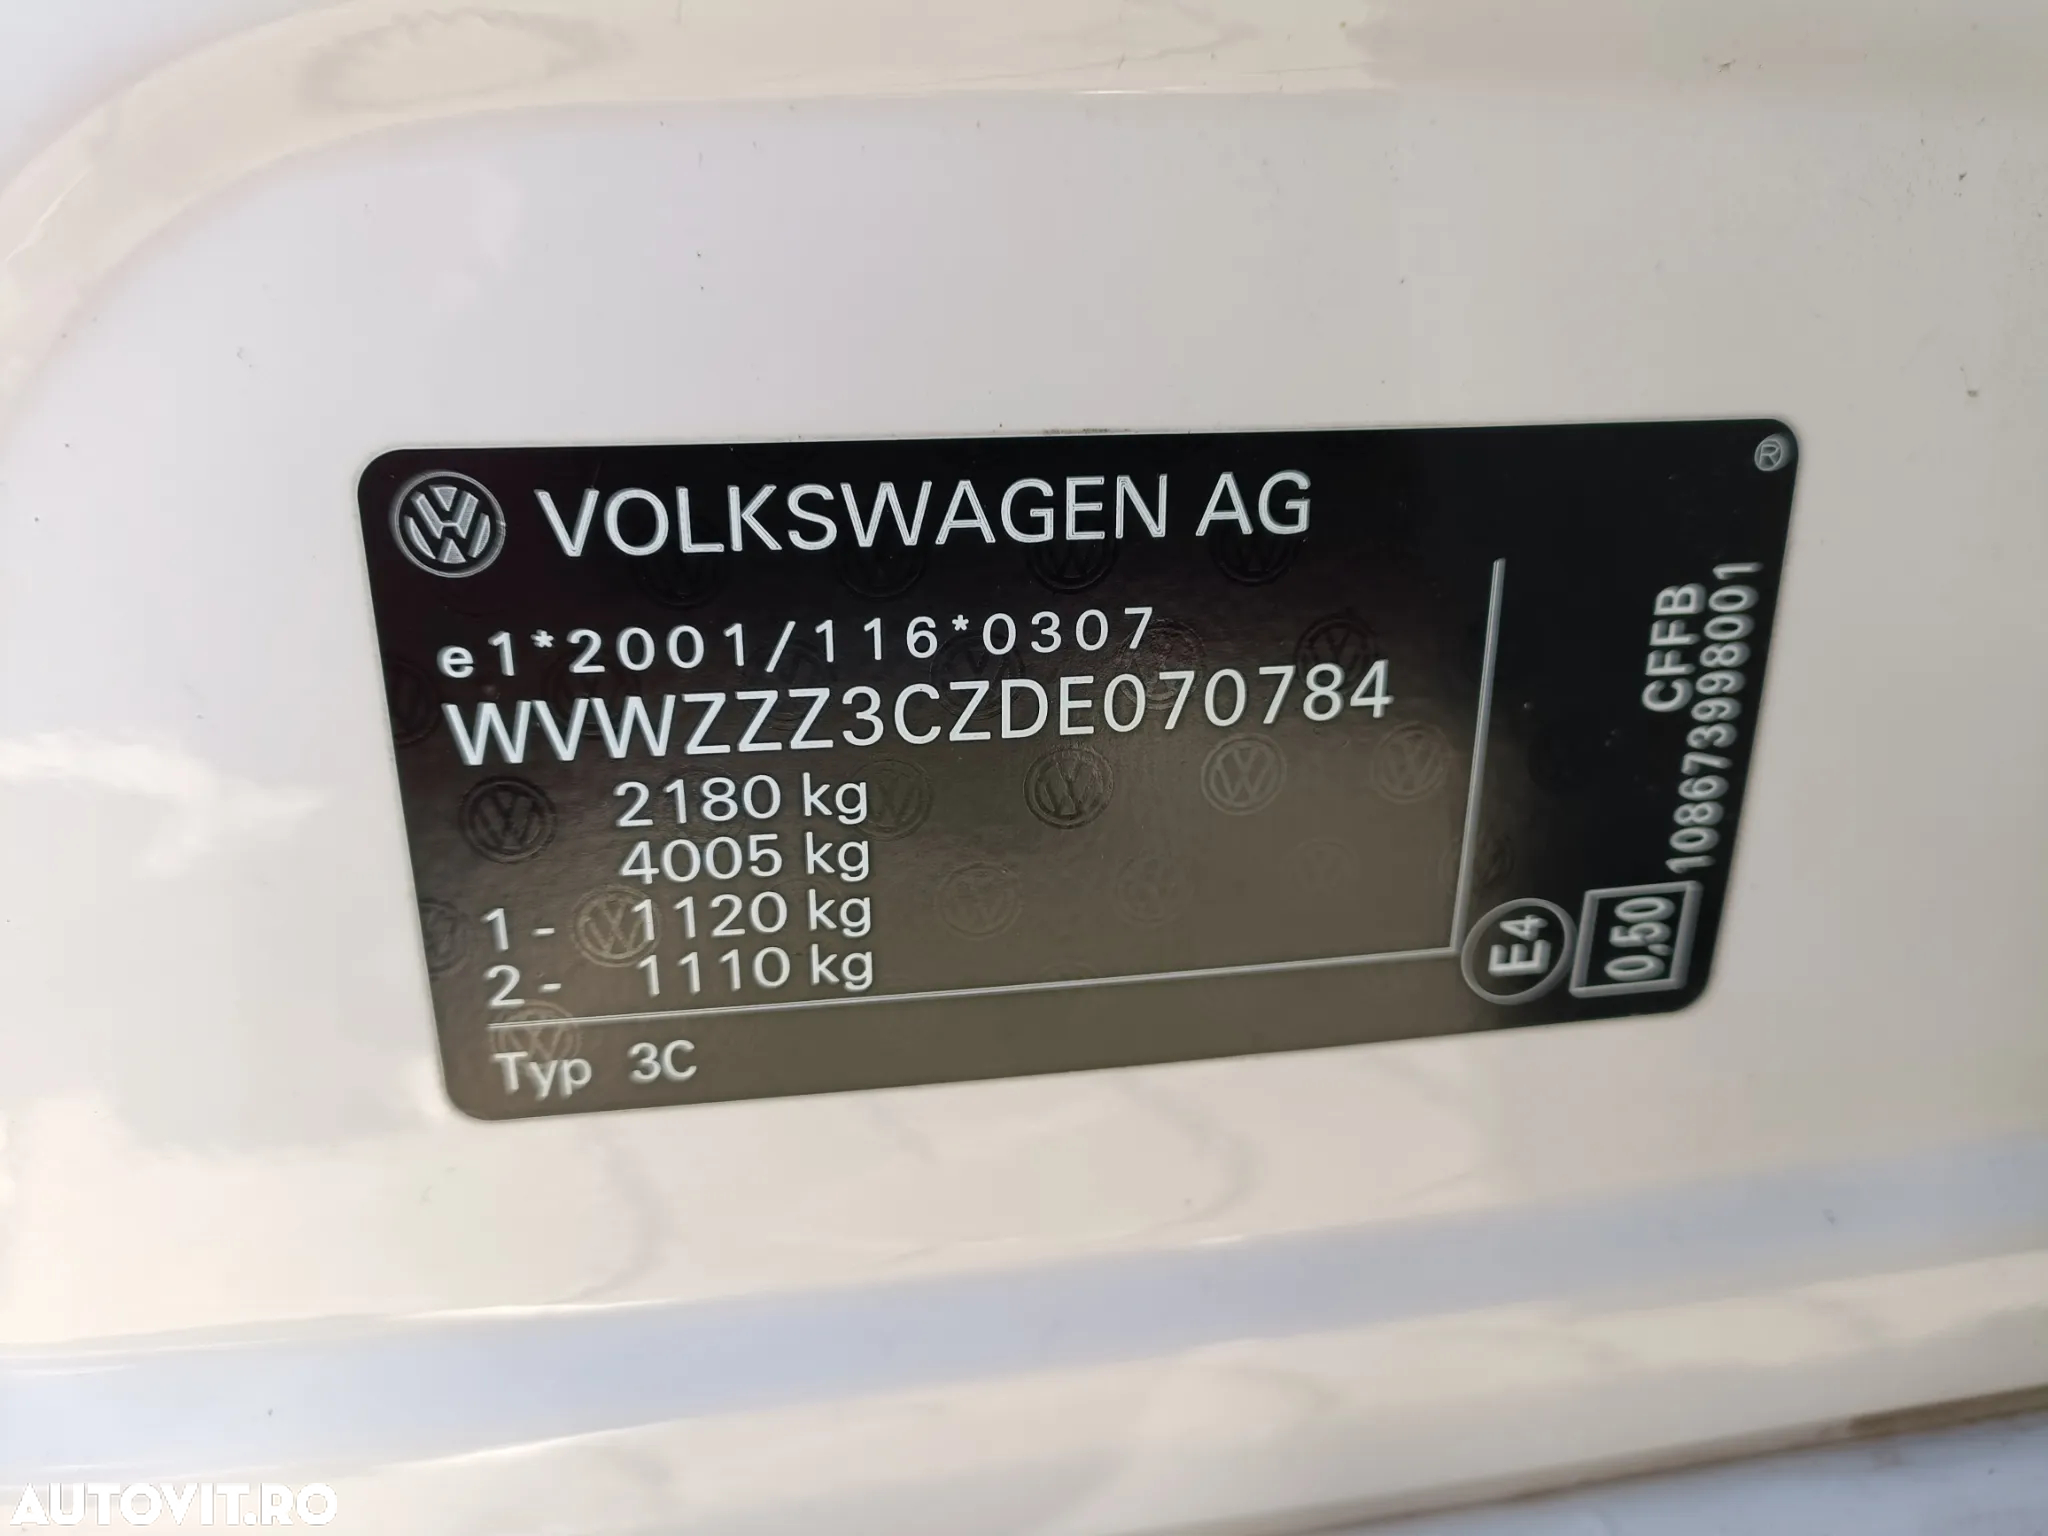 VOLKSWAGEN AG
®
e1*2001/116*0307
WVWZZZ3CZDE070784
2180 kg
4005 kg
1- 1120 kg
2- 1110 kg
Typ 3C
CFFB
108673998001
E4
0,50
AUTOVIT.RO